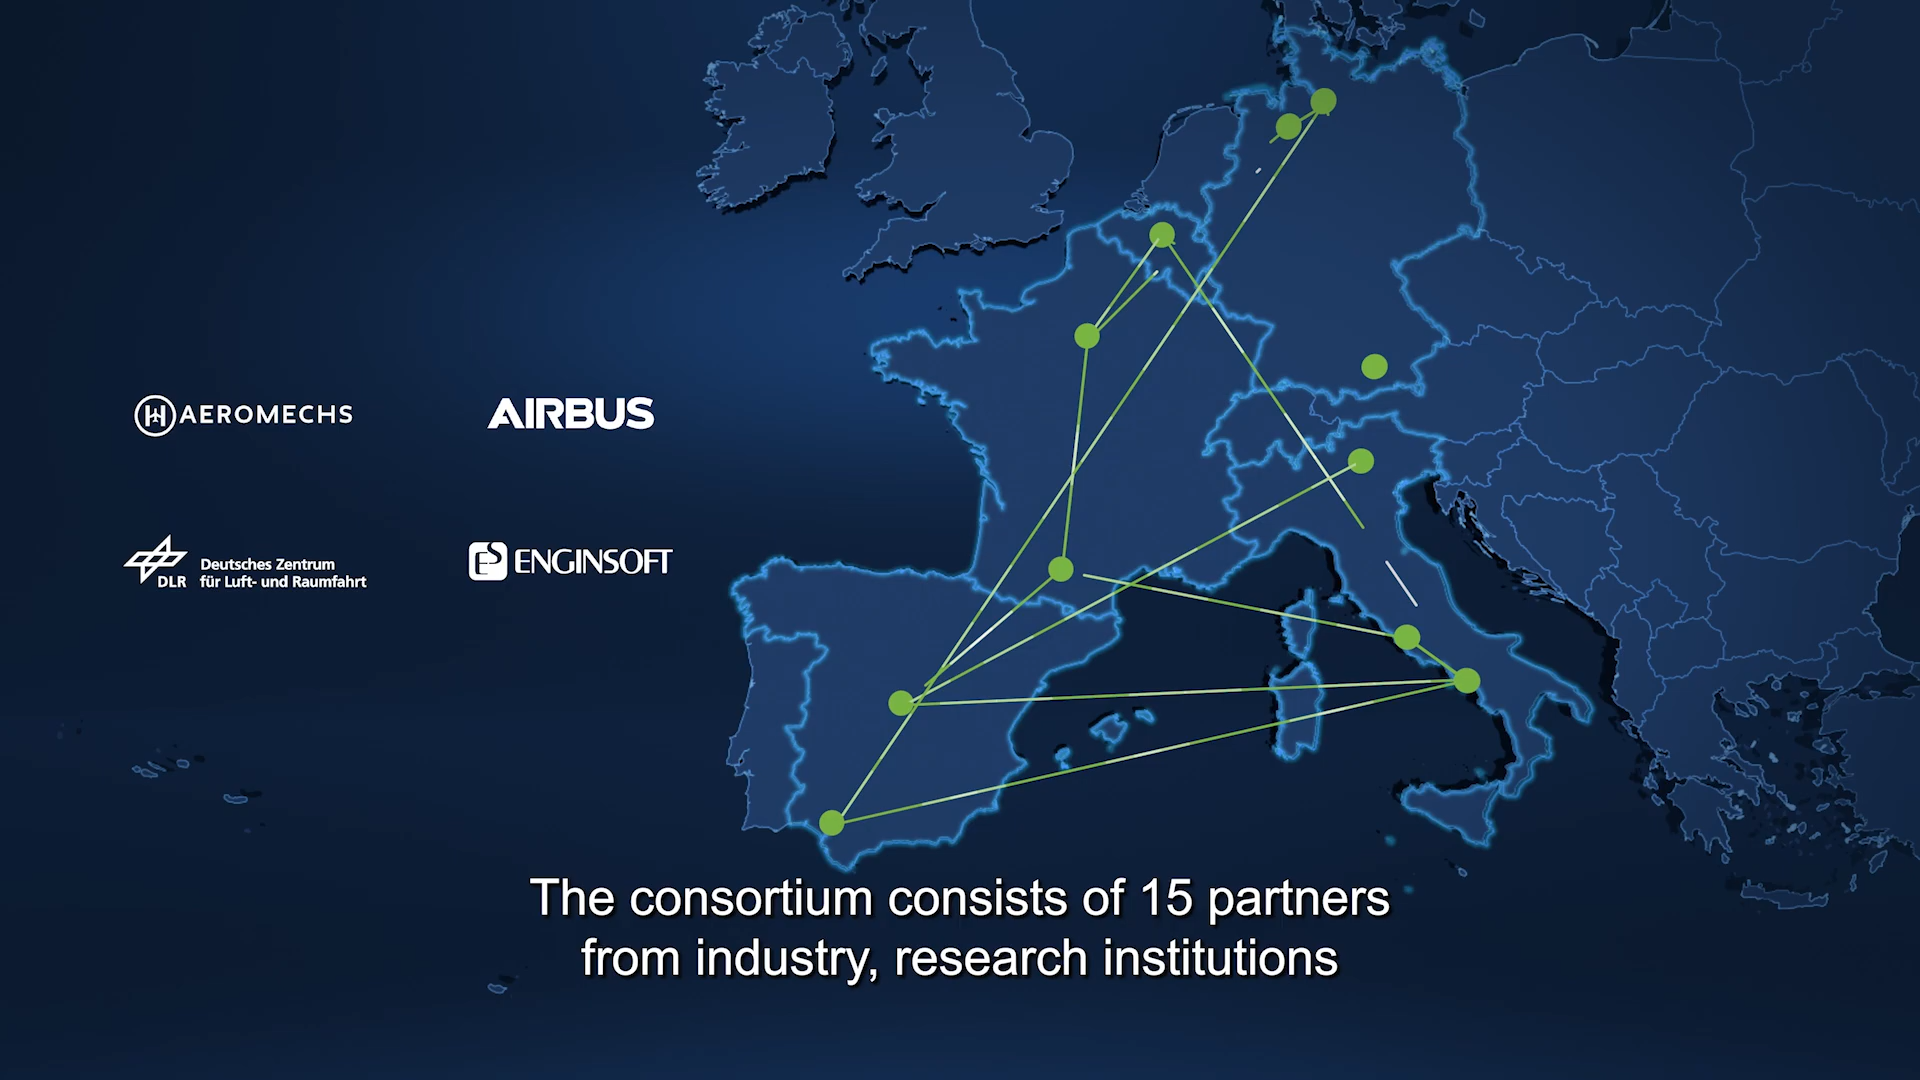 AEROMECHS
AIRBUS
DLR
Deutsches Zentrum
für Luft- und Raumfahrt
ENGINSOFT
The consortium consists of 15 partners
from industry, research institutions